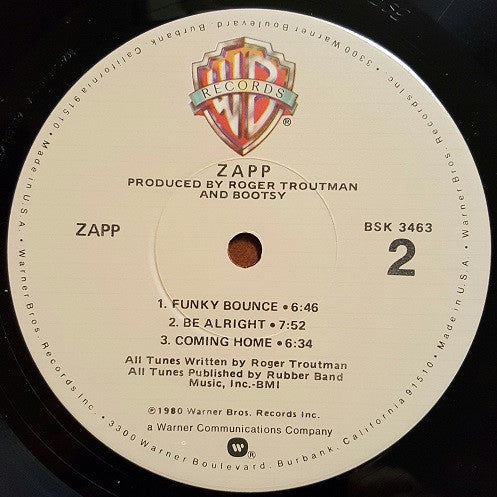 WB
RECORDS
®
ZAPP
PRODUCED BY ROGER TROUTMAN
AND BOOTSY
ZAPP
BSK 3463
2
1. FUNKY BOUNCE • 6:46
2. BE ALRIGHT • 7:52
3. COMING HOME • 6:34
All Tunes Written by Roger Troutman
All Tunes Published by Rubber Band
Music, Inc.-BMI
℗1980 Warner Bros. Records Inc.
a Warner Communications Company
W®
• Made in U.S.A. • Warner Bros. Records Inc. • 3300 Warner Boulevard, Burbank, California 91510 • Made in U.S.A. • Warner Bros. Records Inc. • 3300 Warner Boulevard, Burbank, California 91510